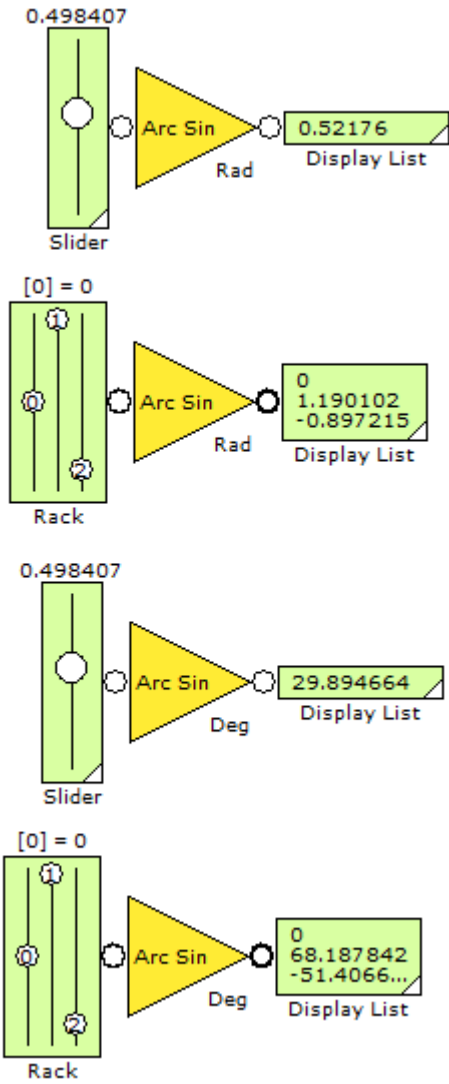 0.498407
Arc Sin
0.52176
Rad
Display List
Slider
[0] = 0
1
0
2
Arc Sin
0
1.190102
-0.897215
Rad
Display List
Rack
0.498407
Arc Sin
29.894664
Deg
Display List
Slider
[0] = 0
1
0
2
Arc Sin
0
68.187842
-51.4066...
Deg
Display List
Rack